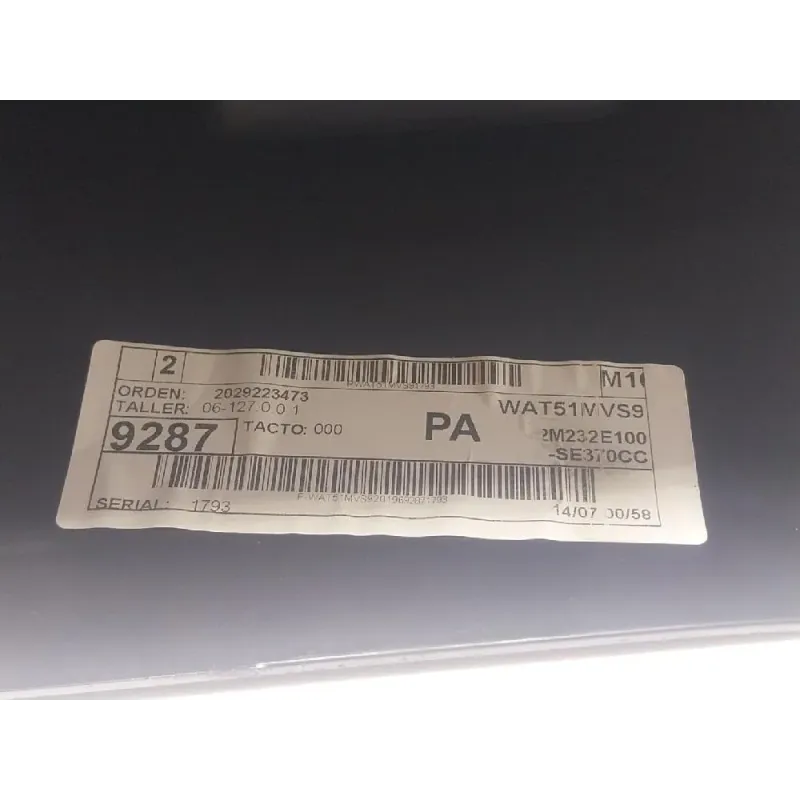 2 M1
P.WAT51MVS91793
ORDEN: 2029223473
TALLER: 06-127.0 0 1
WAT51MVS9
9287 TACTO: 000 PA 2M232E100
-SE370CC
SERIAL: 1793
14/07 00/58